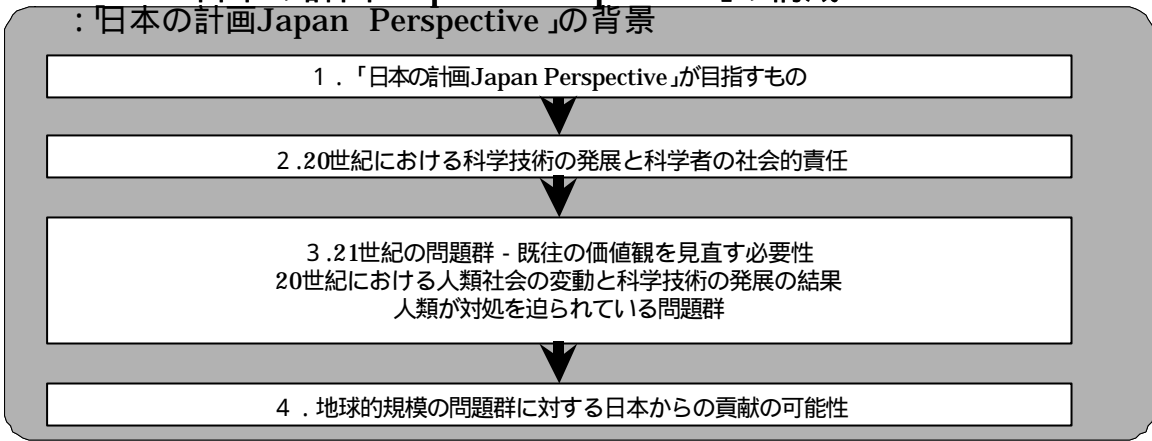 :「日本の計画Japan Perspective」の背景
１．「日本の計画Japan Perspective」が目指すもの
２.20世紀における科学技術の発展と科学者の社会的責任
３.21世紀の問題群 - 既往の価値観を見直す必要性
20世紀における人類社会の変動と科学技術の発展の結果
人類が対処を迫られている問題群
４．地球的規模の問題群に対する日本からの貢献の可能性